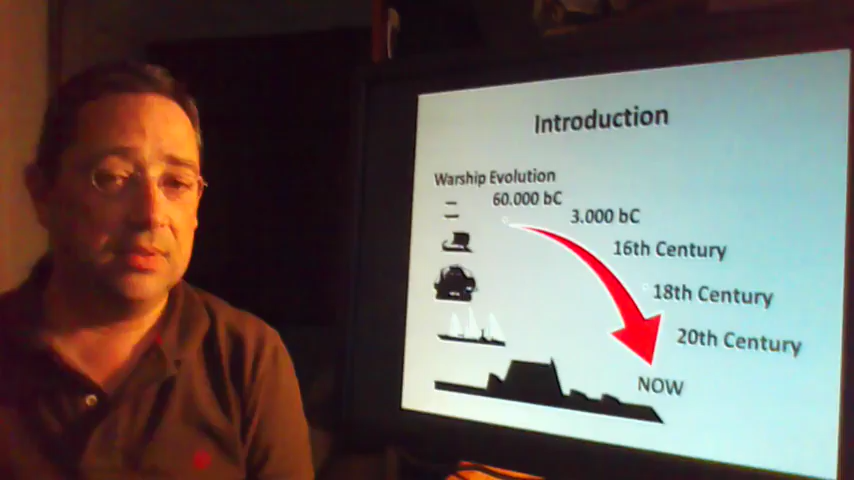 Introduction
Warship Evolution
60.000 bC
3.000 bC
16th Century
18th Century
20th Century
NOW